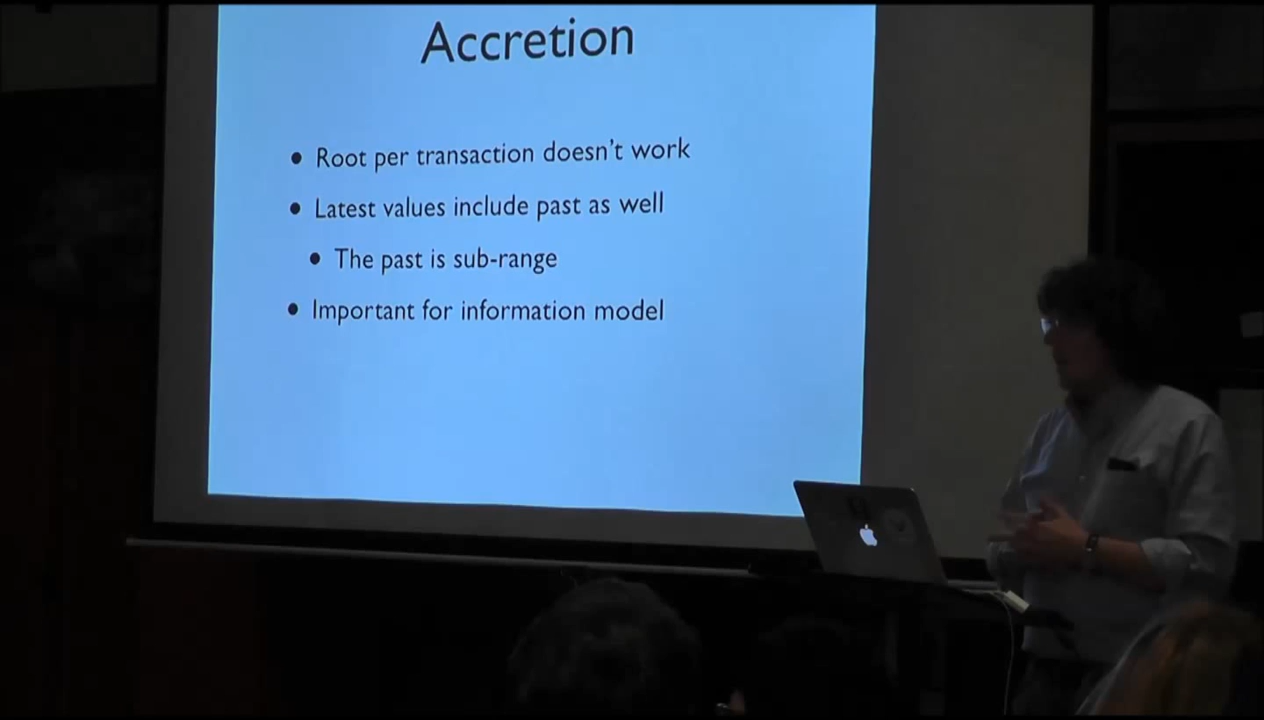 Accretion
• Root per transaction doesn't work
• Latest values include past as well
• The past is sub-range
• Important for information model